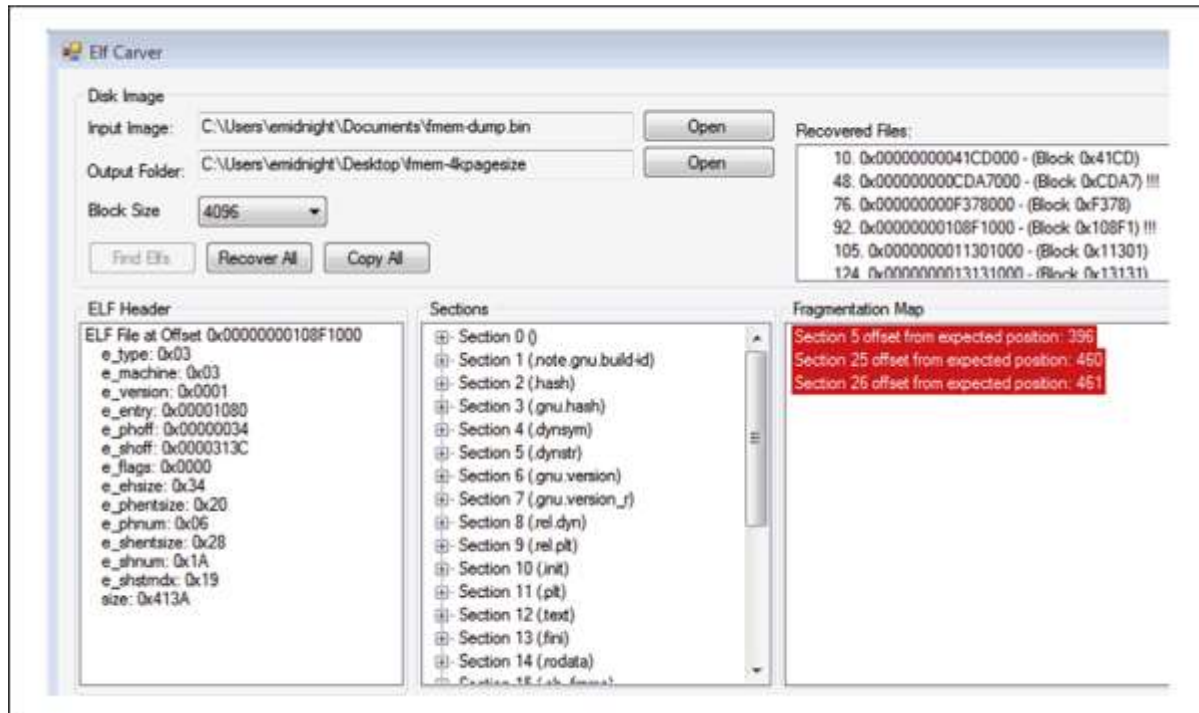 Elf Carver
Disk Image
Input Image: C:\Users\emidnight\Documents\fmem-dump.bin Open
Output Folder: C:\Users\emidnight\Desktop\fmem-4kpagesize Open
Block Size 4096
Find Elfs Recover All Copy All
Recovered Files:
10. 0x00000000041CD000 - (Block 0x41CD)
48. 0x000000000CDA7000 - (Block 0xCDA7) !!!
76. 0x000000000F378000 - (Block 0xF378)
92. 0x00000000108F1000 - (Block 0x108F1) !!!
105. 0x0000000011301000 - (Block 0x11301)
124. 0x0000000013131000 - (Block 0x13131)
ELF Header
ELF File at Offset 0x00000000108F1000
e_type: 0x03
e_machine: 0x03
e_version: 0x0001
e_entry: 0x00001080
e_phoff: 0x00000034
e_shoff: 0x0000313C
e_flags: 0x0000
e_ehsize: 0x34
e_phentsize: 0x20
e_phnum: 0x06
e_shentsize: 0x28
e_shnum: 0x1A
e_shstrndx: 0x19
size: 0x413A
Sections
Section 0 ()
Section 1 (.note.gnu.build-id)
Section 2 (.hash)
Section 3 (.gnu.hash)
Section 4 (.dynsym)
Section 5 (.dynstr)
Section 6 (.gnu.version)
Section 7 (.gnu.version_r)
Section 8 (.rel.dyn)
Section 9 (.rel.plt)
Section 10 (.init)
Section 11 (.plt)
Section 12 (.text)
Section 13 (.fini)
Section 14 (.rodata)
Section 15 (.eh_frame)
Fragmentation Map
Section 5 offset from expected position: 396
Section 25 offset from expected position: 460
Section 26 offset from expected position: 461